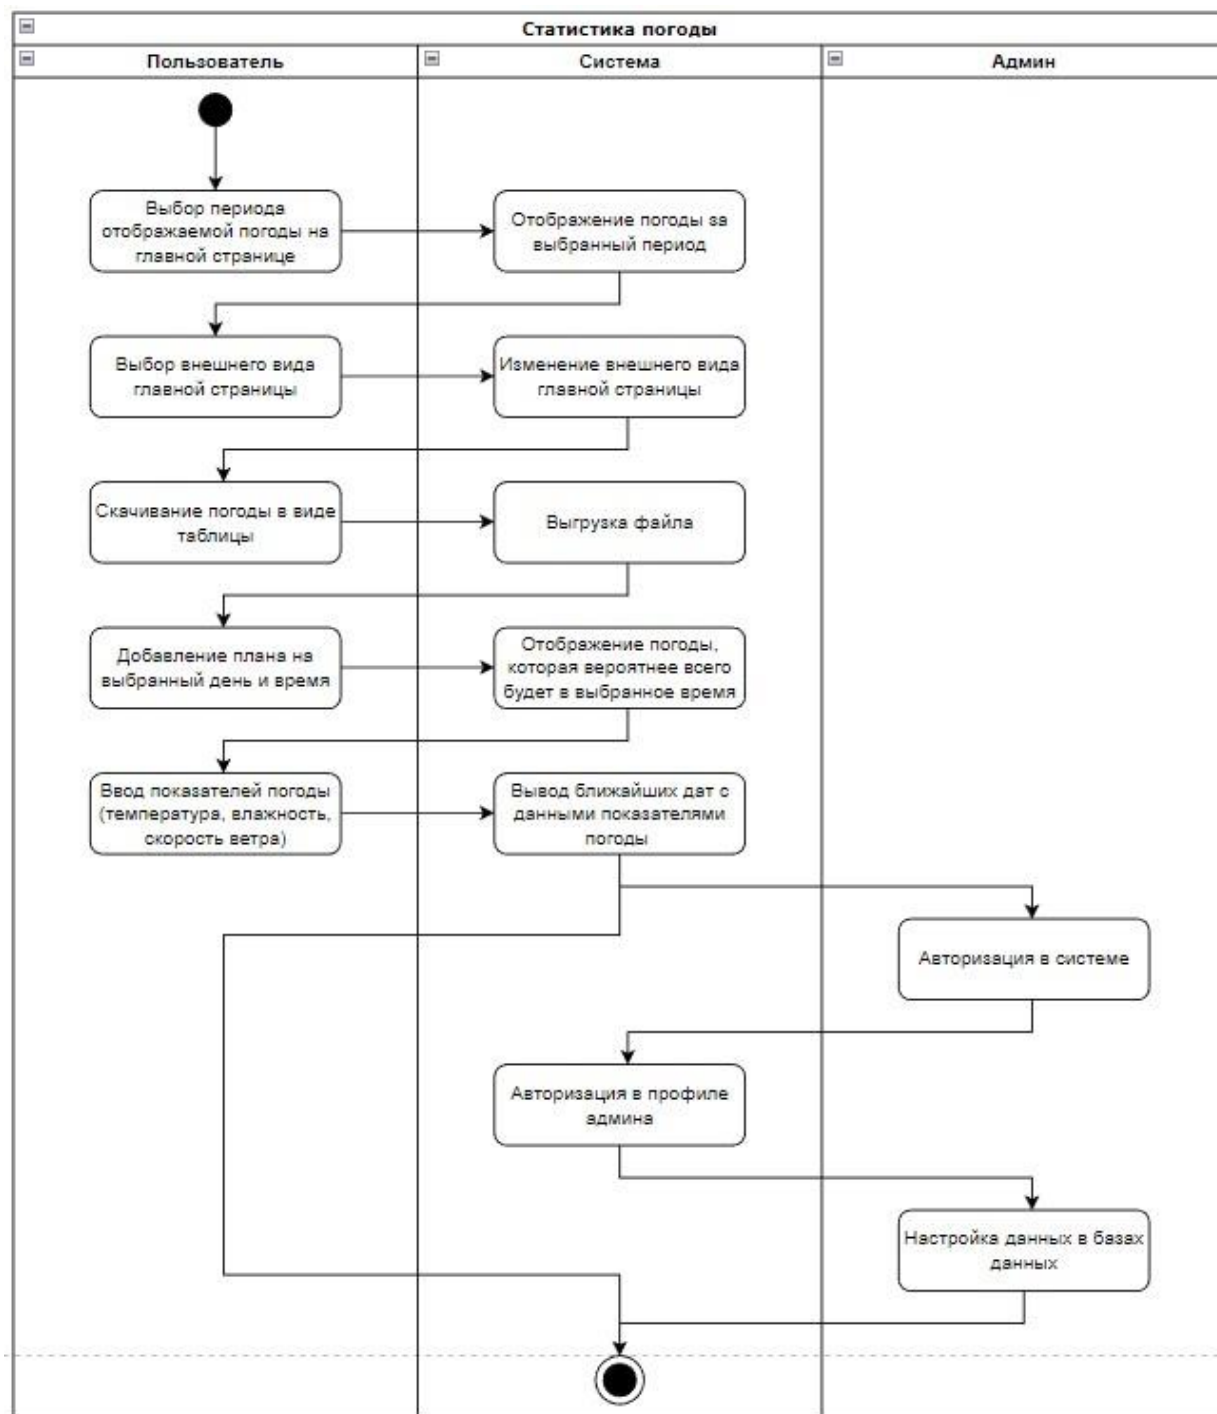 Статистика погоды
Пользователь
Система
Админ
Выбор периода
отображаемой погоды на
главной странице
Отображение погоды за
выбранный период
Выбор внешнего вида
главной страницы
Изменение внешнего вида
главной страницы
Скачивание погоды в виде
таблицы
Выгрузка файла
Добавление плана на
выбранный день и время
Отображение погоды,
которая вероятнее всего
будет в выбранное время
Ввод показателей погоды
(температура, влажность,
скорость ветра)
Вывод ближайших дат с
данными показателями
погоды
Авторизация в системе
Авторизация в профиле
админа
Настройка данных в базах
данных